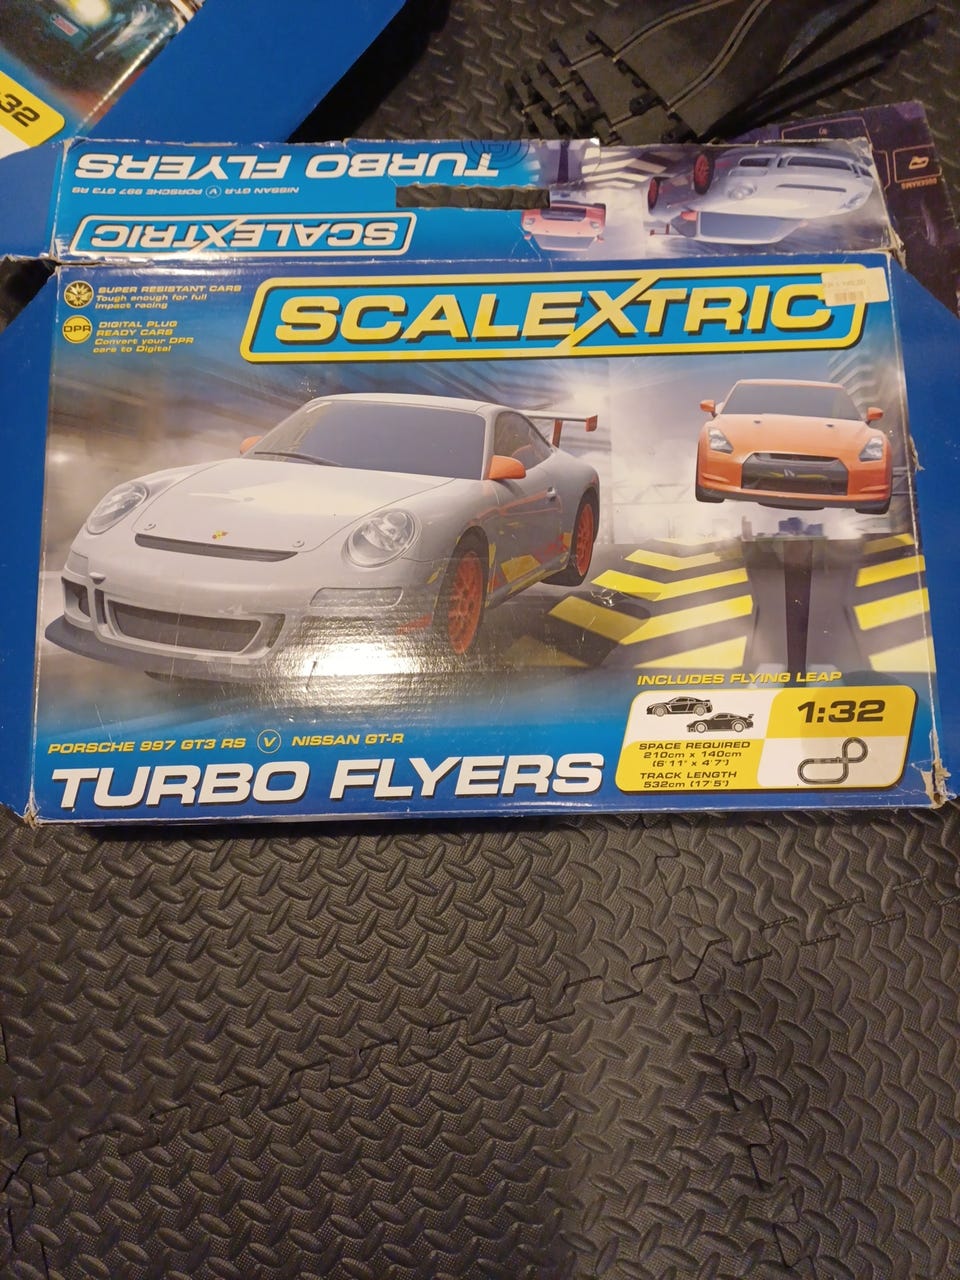 :32
TURBO FLYERS
PORSCHE 997 GT3 RS V NISSAN GT-R
SCALEXTRIC
SUPER RESISTANT CARS
Tough enough for full
impact racing
DPR
DIGITAL PLUG
READY CARS
Convert your DPR
cars to Digital
SCALEXTRIC
INCLUDES FLYING LEAP
1:32
SPACE REQUIRED
210cm x 140cm
(6'11" x 4'7")
TRACK LENGTH
532cm (17'5")
PORSCHE 997 GT3 RS V NISSAN GT-R
TURBO FLYERS